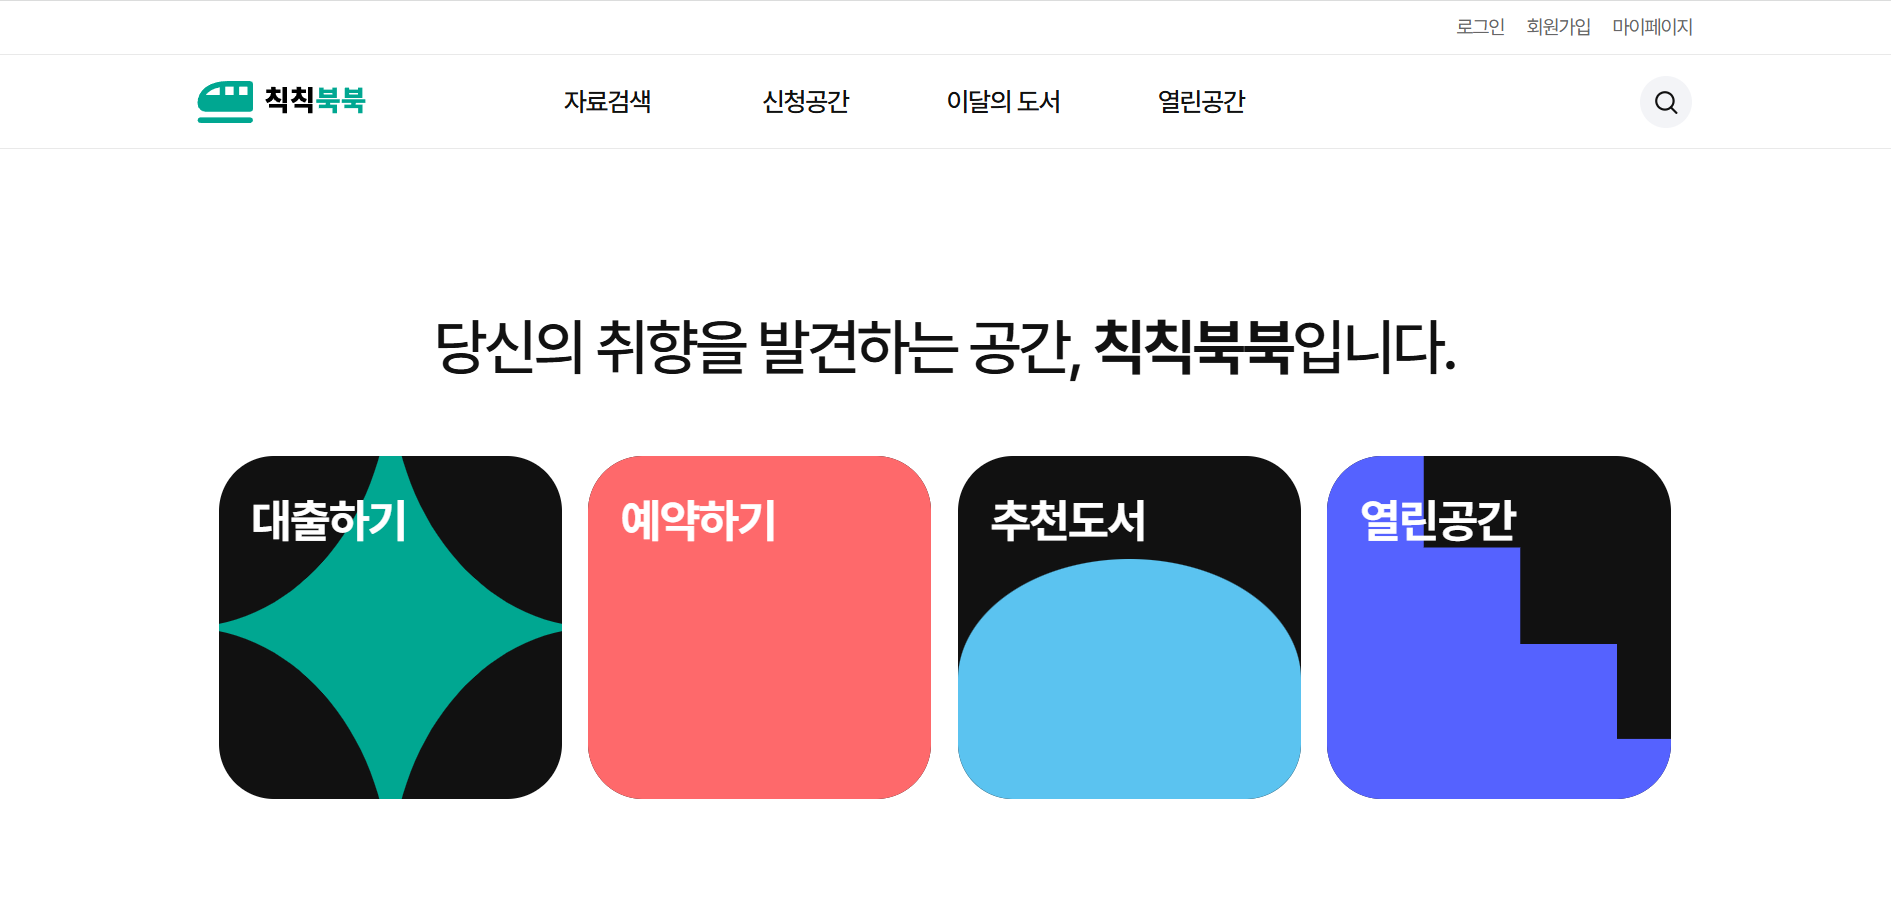 로그인 회원가입 마이페이지
칙칙북북 자료검색 신청공간 이달의 도서 열린공간
당신의 취향을 발견하는 공간, 칙칙북북입니다.
대출하기 예약하기 추천도서 열린공간